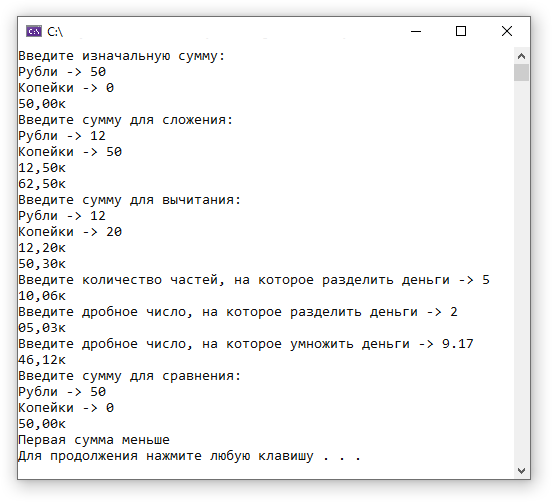 C:\
Введите изначальную сумму:
Рубли -> 50
Копейки -> 0
50,00к
Введите сумму для сложения:
Рубли -> 12
Копейки -> 50
12,50к
62,50к
Введите сумму для вычитания:
Рубли -> 12
Копейки -> 20
12,20к
50,30к
Введите количество частей, на которое разделить деньги -> 5
10,06к
Введите дробное число, на которое разделить деньги -> 2
05,03к
Введите дробное число, на которое умножить деньги -> 9.17
46,12к
Введите сумму для сравнения:
Рубли -> 50
Копейки -> 0
50,00к
Первая сумма меньше
Для продолжения нажмите любую клавишу . . .